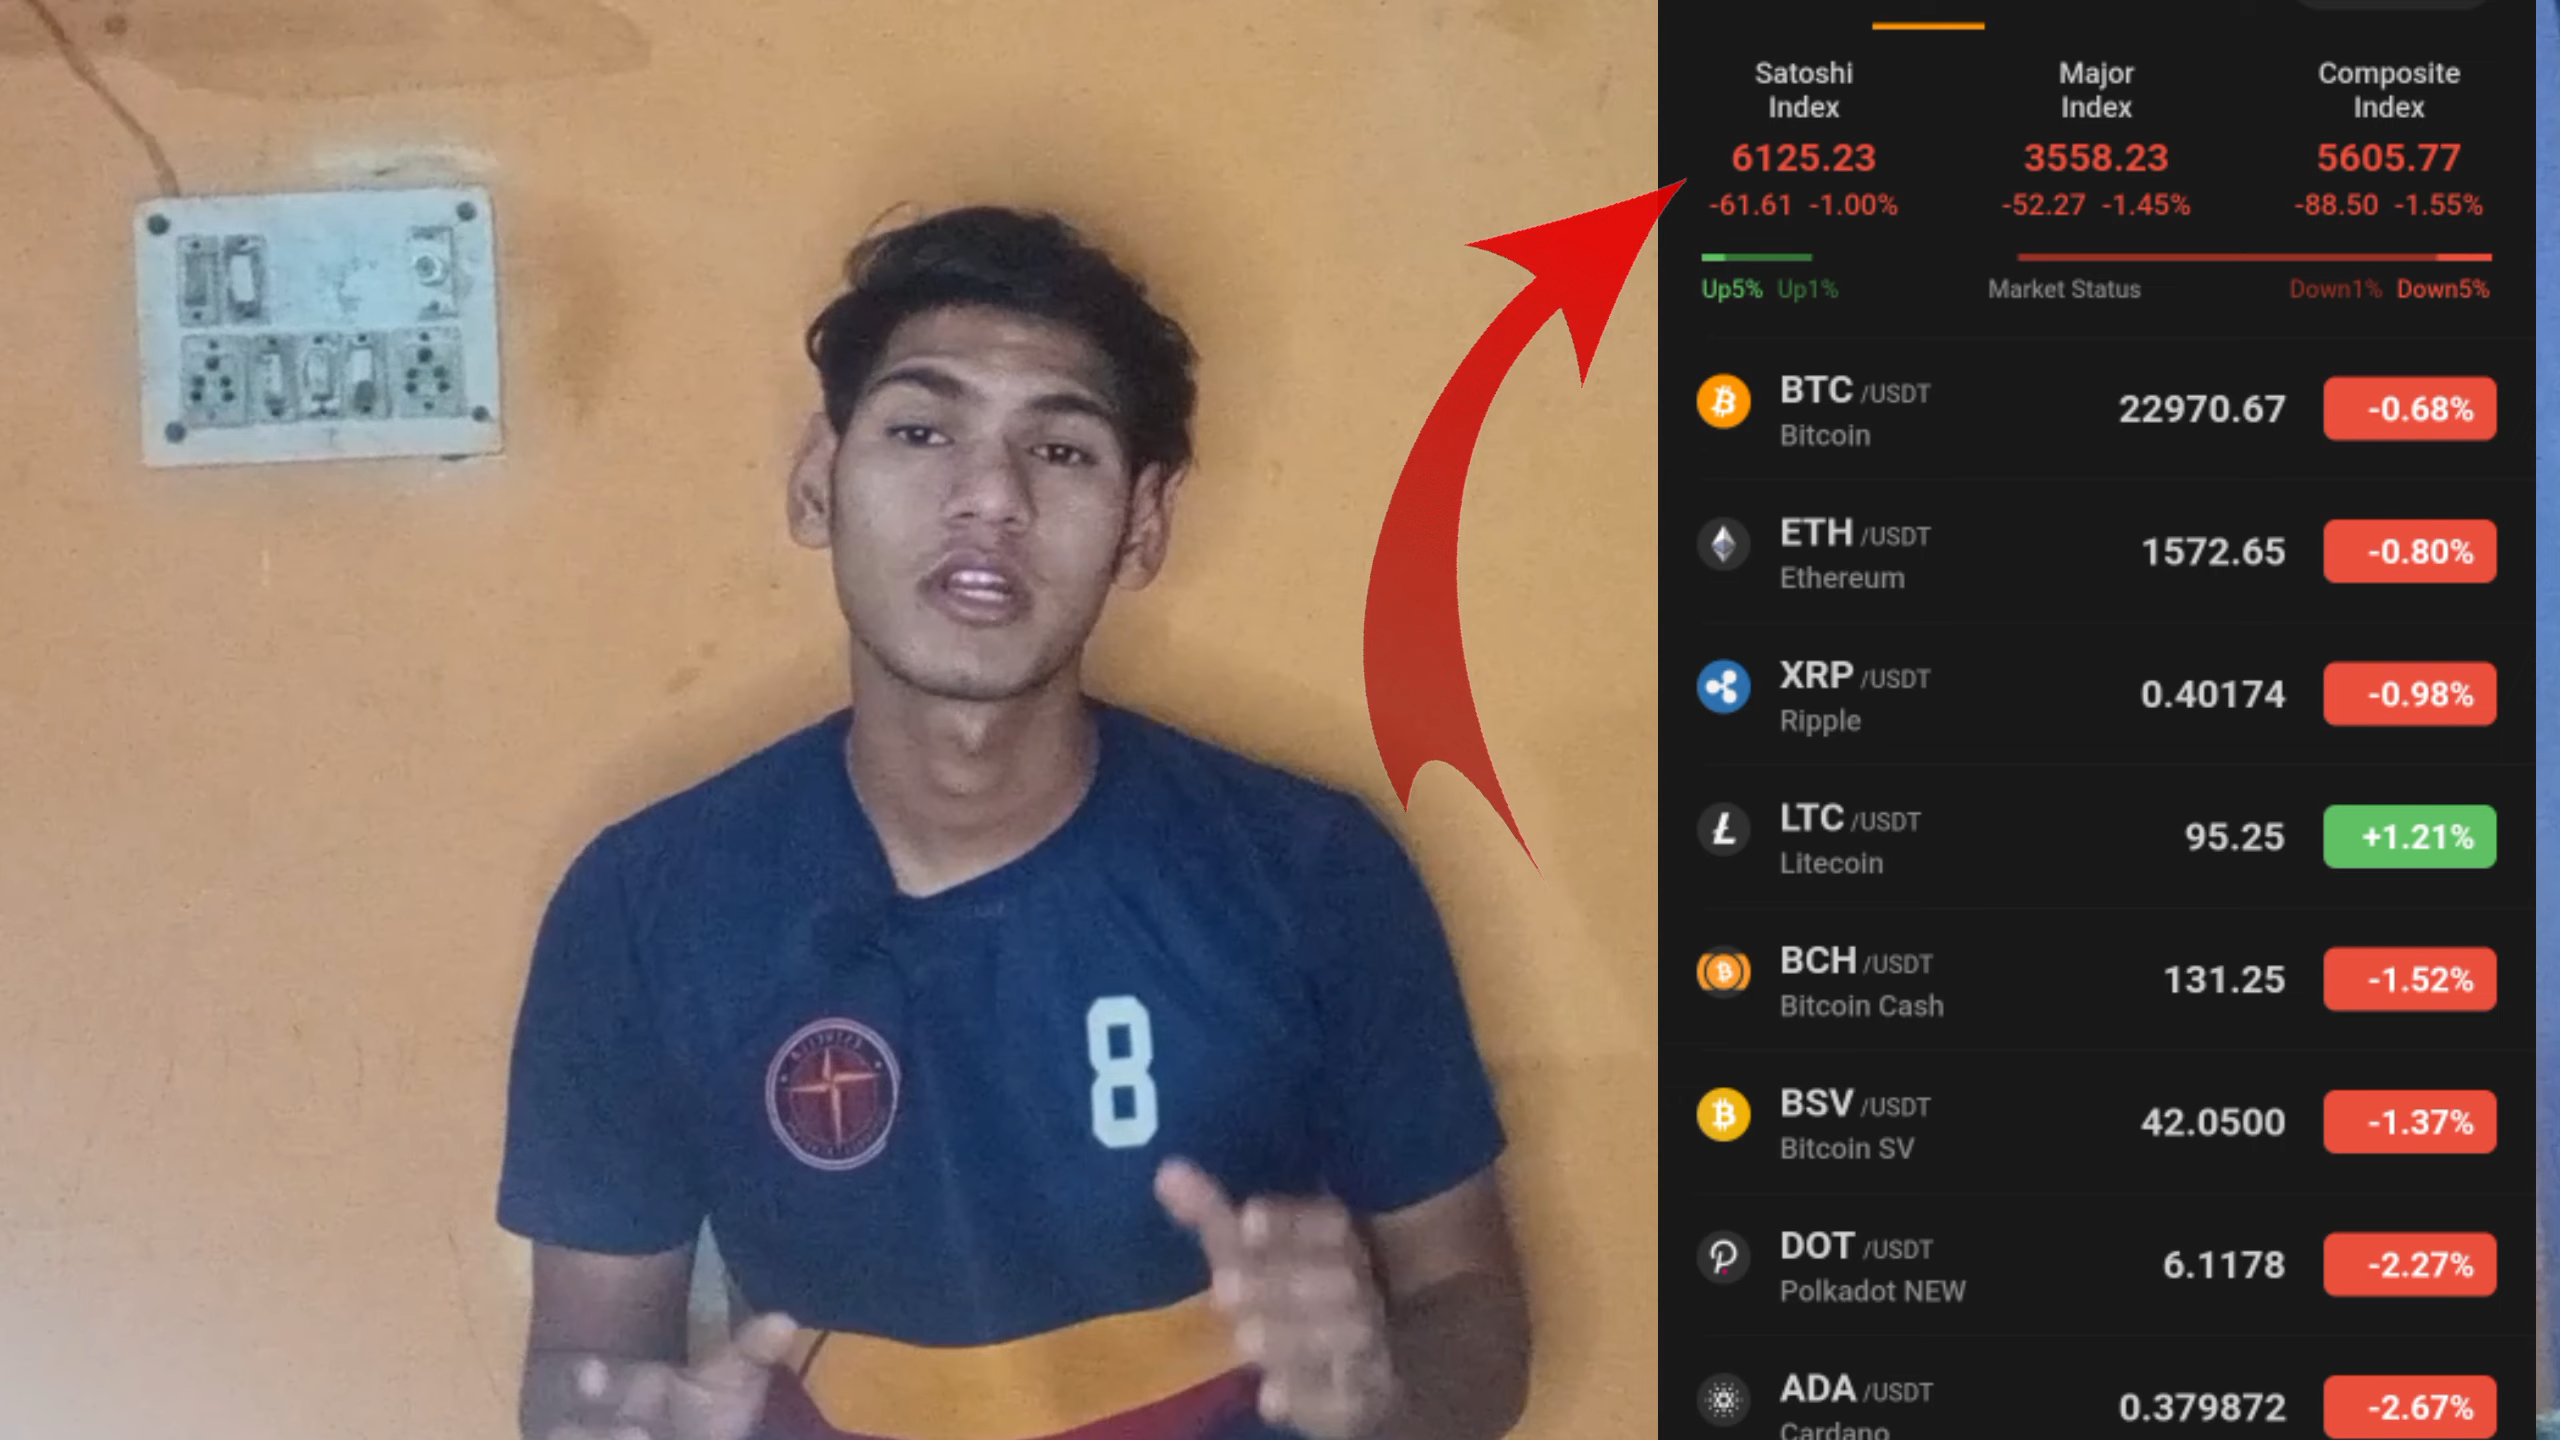 Satoshi Index
Major Index
Composite Index
6125.23
3558.23
5605.77
-61.61 -1.00%
-52.27 -1.45%
-88.50 -1.55%
Up5% Up1%
Market Status
Down1% Down5%
BTC /USDT
Bitcoin
22970.67
-0.68%
ETH /USDT
Ethereum
1572.65
-0.80%
XRP /USDT
Ripple
0.40174
-0.98%
LTC /USDT
Litecoin
95.25
+1.21%
BCH /USDT
Bitcoin Cash
131.25
-1.52%
BSV /USDT
Bitcoin SV
42.0500
-1.37%
DOT /USDT
Polkadot NEW
6.1178
-2.27%
ADA /USDT
Cardano
0.379872
-2.67%
8